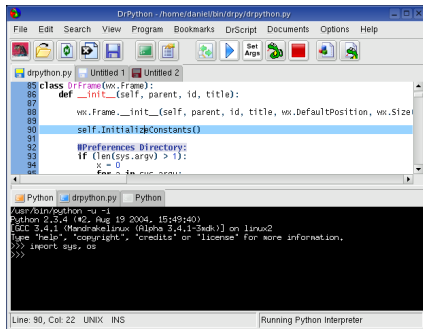 DrPython - /home/daniel/bin/drpy/drpython.py
File Edit Search View Program Bookmarks DrScript Documents Options Help
Set Args
drpython.py Untitled 1 Untitled 2
85 class DrFrame(wx.Frame):
86 def __init__(self, parent, id, title):
87
88 wx.Frame.__init__(self, parent, id, title, wx.DefaultPosition, wx.Size(
89
90 self.InitializeConstants()
91
92 #Preferences Directory:
93 if (len(sys.argv) > 1):
94 x = 0
95 for a in sys.argv:
Python drpython.py Python
/usr/bin/python -u -i
Python 2.3.4 (#2, Aug 19 2004, 15:49:40)
[GCC 3.4.1 (Mandrakelinux (Alpha 3.4.1-3mdk)] on linux2
Type "help", "copyright", "credits" or "license" for more information.
>>> import sys, os
>>>
Line: 90, Col: 22 UNIX INS Running Python Interpreter